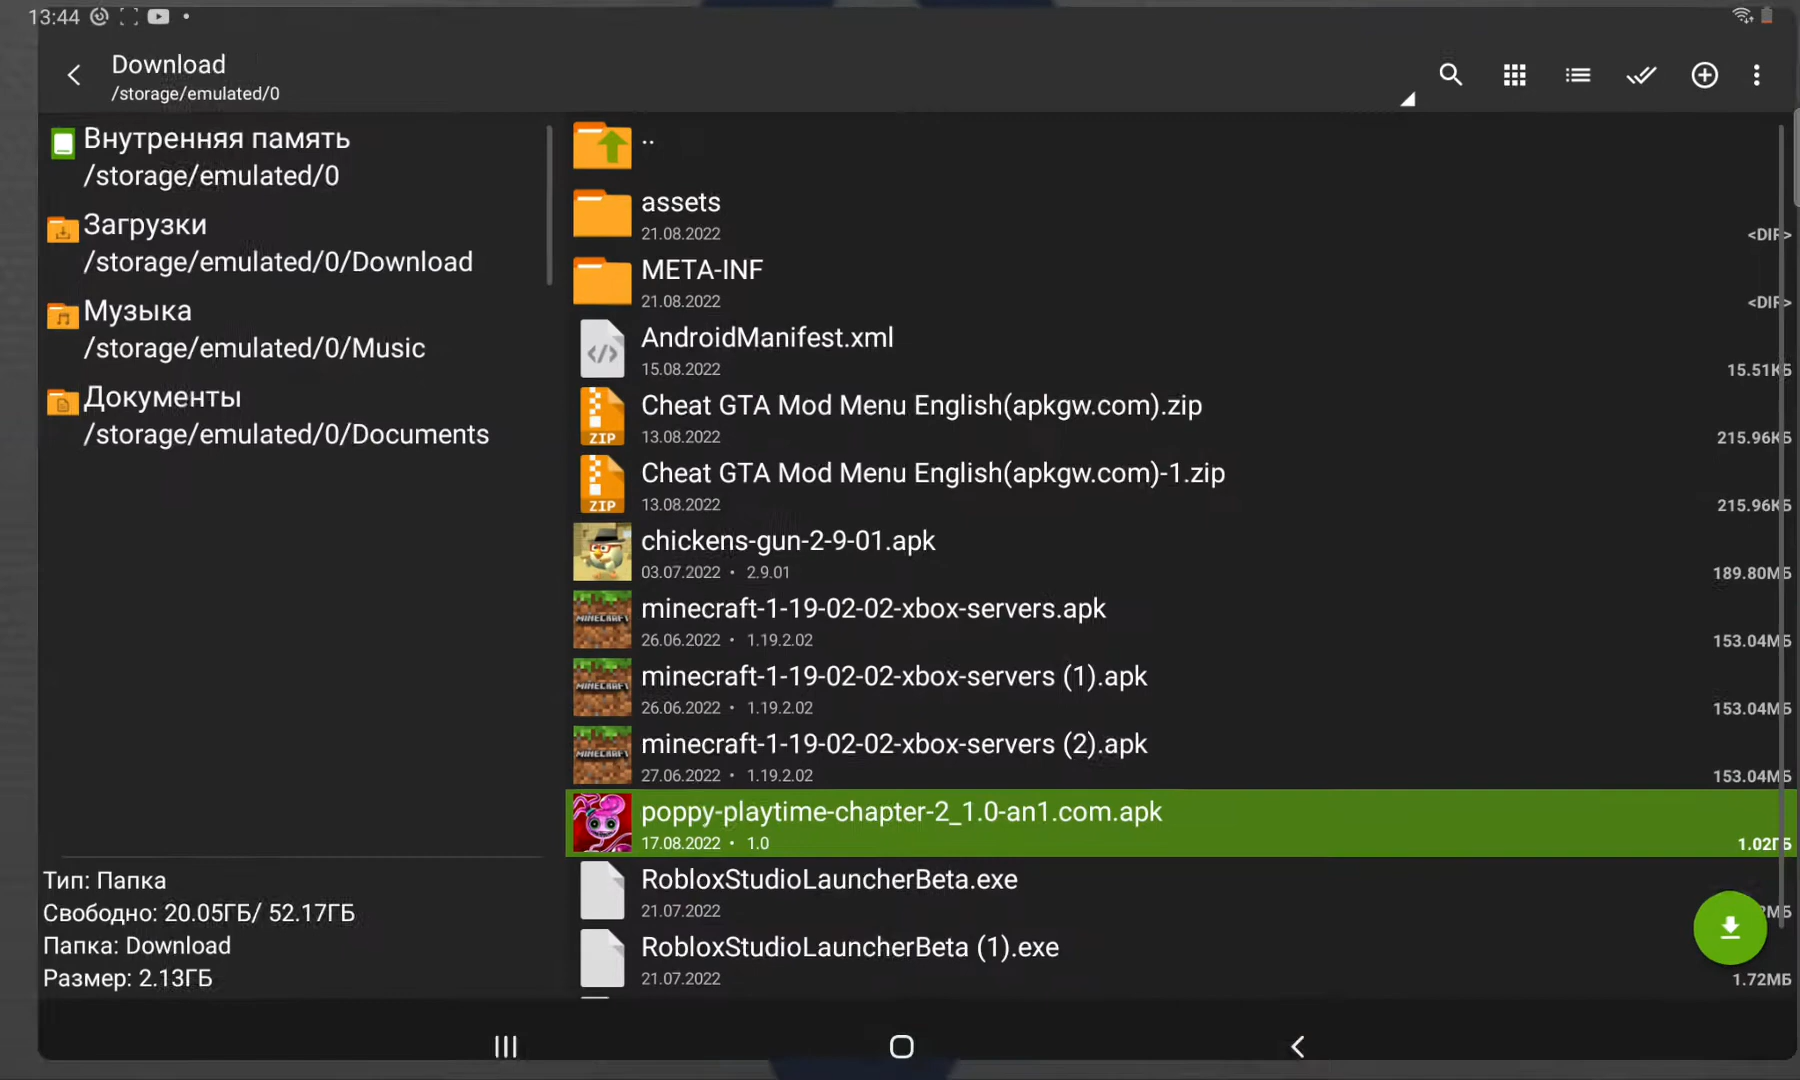 13:44
Download
/storage/emulated/0
Внутренняя память
/storage/emulated/0
Загрузки
/storage/emulated/0/Download
Музыка
/storage/emulated/0/Music
Документы
/storage/emulated/0/Documents
Тип: Папка
Свободно: 20.05ГБ/ 52.17ГБ
Папка: Download
Размер: 2.13ГБ
..
assets
21.08.2022
<DIR>
META-INF
21.08.2022
<DIR>
AndroidManifest.xml
15.08.2022
15.51КБ
Cheat GTA Mod Menu English(apkgw.com).zip
13.08.2022
215.96КБ
ZIP
Cheat GTA Mod Menu English(apkgw.com)-1.zip
13.08.2022
215.96КБ
ZIP
chickens-gun-2-9-01.apk
03.07.2022 • 2.9.01
189.80МБ
minecraft-1-19-02-02-xbox-servers.apk
26.06.2022 • 1.19.2.02
153.04МБ
MINECRAFT
minecraft-1-19-02-02-xbox-servers (1).apk
26.06.2022 • 1.19.2.02
153.04МБ
MINECRAFT
minecraft-1-19-02-02-xbox-servers (2).apk
27.06.2022 • 1.19.2.02
153.04МБ
MINECRAFT
poppy-playtime-chapter-2_1.0-an1.com.apk
17.08.2022 • 1.0
1.02ГБ
RobloxStudioLauncherBeta.exe
21.07.2022
RobloxStudioLauncherBeta (1).exe
21.07.2022
1.72МБ